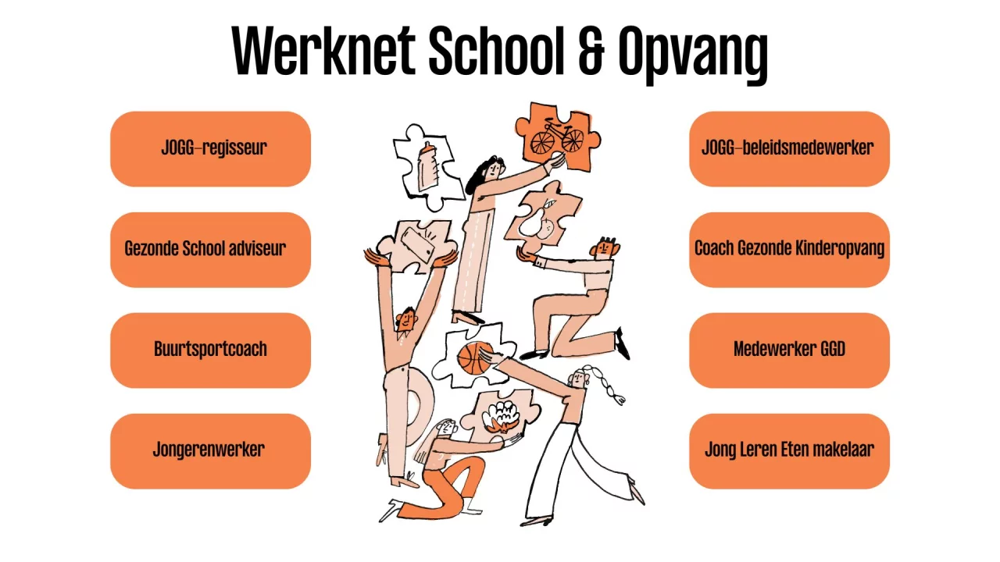 Werknet School & Opvang
JOGG-regisseur
JOGG-beleidsmedewerker
Gezonde School adviseur
Coach Gezonde Kinderopvang
Buurtsportcoach
Medewerker GGD
Jongerenwerker
Jong Leren Eten makelaar